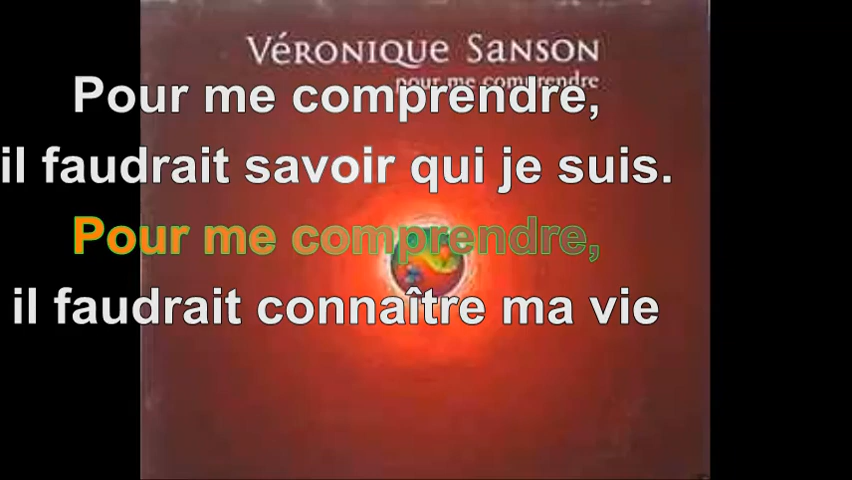 VÉRONIQUE SANSON
pour me comprendre
Pour me comprendre,
il faudrait savoir qui je suis.
Pour me comprendre,
il faudrait connaître ma vie